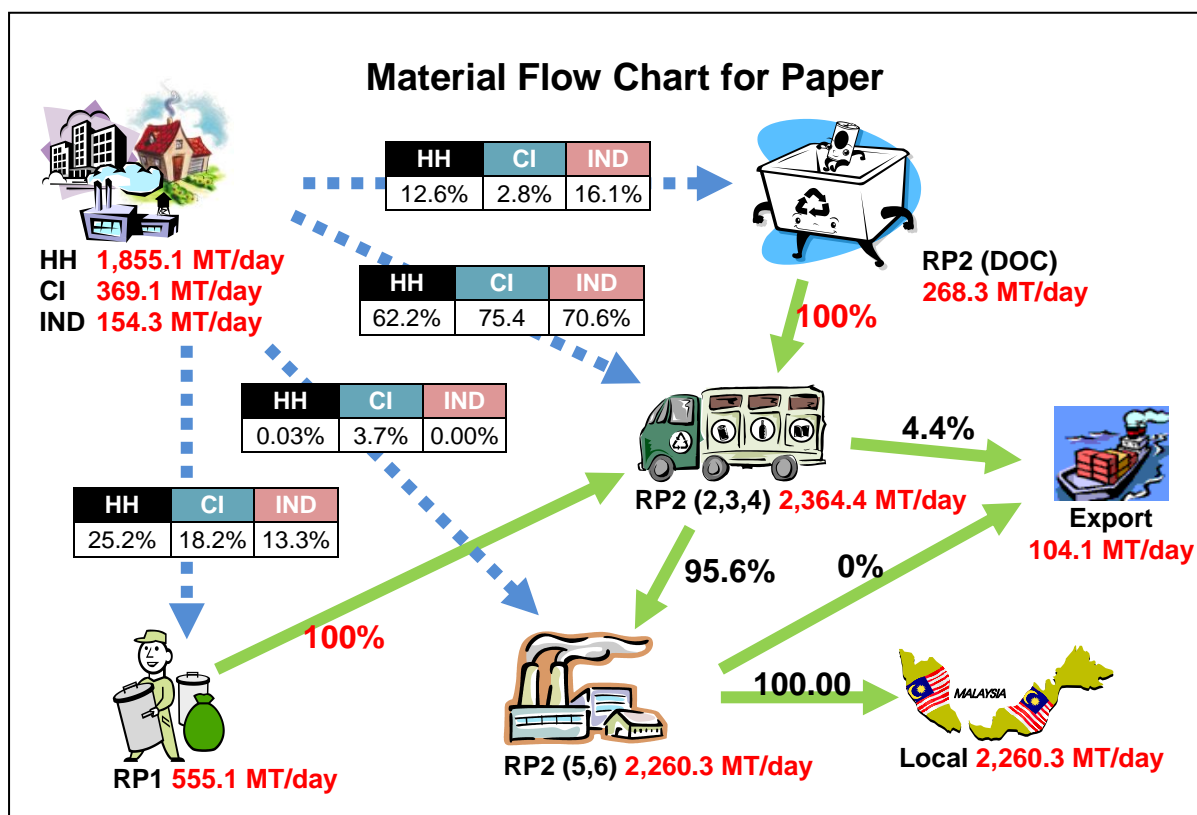 Material Flow Chart for Paper
HH CI IND
12.6% 2.8% 16.1%
HH 1,855.1 MT/day
CI 369.1 MT/day
IND 154.3 MT/day
RP2 (DOC)
268.3 MT/day
HH CI IND
62.2% 75.4 70.6%
100%
HH CI IND
0.03% 3.7% 0.00%
4.4%
RP2 (2,3,4) 2,364.4 MT/day
Export
104.1 MT/day
HH CI IND
25.2% 18.2% 13.3%
95.6%
0%
100%
100.00
MALAYSIA
RP1 555.1 MT/day
RP2 (5,6) 2,260.3 MT/day
Local 2,260.3 MT/day